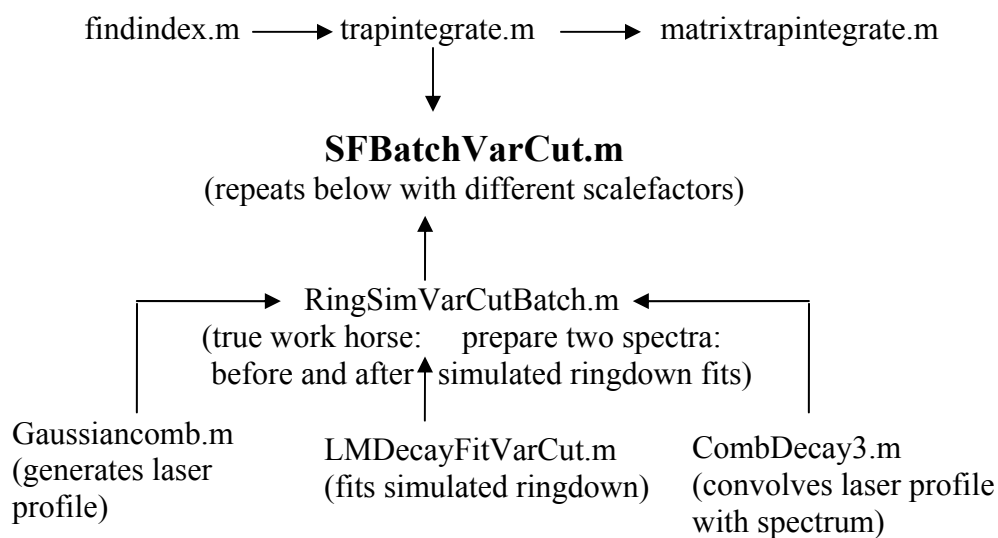 findindex.m trapintegrate.m matrixtrapintegrate.m
SFBatchVarCut.m
(repeats below with different scalefactors)
RingSimVarCutBatch.m
(true work horse: prepare two spectra:
before and after simulated ringdown fits)
Gaussiancomb.m
(generates laser
profile)
LMDecayFitVarCut.m
(fits simulated ringdown)
CombDecay3.m
(convolves laser profile
with spectrum)